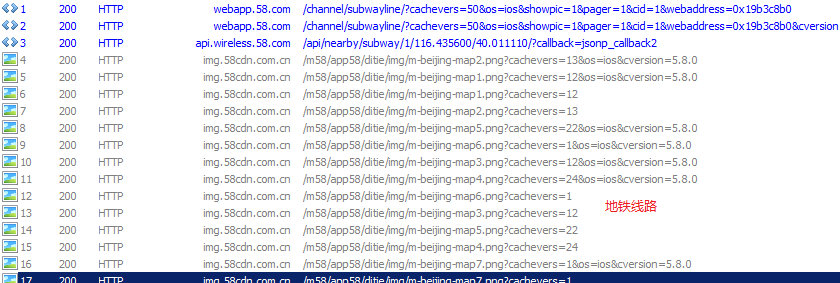 1 200 HTTP webapp.58.com /channel/subwayline/?cachevers=50&os=ios&showpic=1&pager=1&cid=1&webaddress=0x19b3c8b0
2 200 HTTP webapp.58.com /channel/subwayline/?cachevers=50&os=ios&showpic=1&pager=1&cid=1&webaddress=0x19b3c8b0&cversion
3 200 HTTP api.wireless.58.com /api/nearby/subway/1/116.435600/40.011110/?callback=jsonp_callback2
4 200 HTTP img.58cdn.com.cn /m58/app58/ditie/img/m-beijing-map2.png?cachevers=13&os=ios&cversion=5.8.0
5 200 HTTP img.58cdn.com.cn /m58/app58/ditie/img/m-beijing-map1.png?cachevers=12&os=ios&cversion=5.8.0
6 200 HTTP img.58cdn.com.cn /m58/app58/ditie/img/m-beijing-map1.png?cachevers=12
7 200 HTTP img.58cdn.com.cn /m58/app58/ditie/img/m-beijing-map2.png?cachevers=13
8 200 HTTP img.58cdn.com.cn /m58/app58/ditie/img/m-beijing-map5.png?cachevers=22&os=ios&cversion=5.8.0
9 200 HTTP img.58cdn.com.cn /m58/app58/ditie/img/m-beijing-map6.png?cachevers=1&os=ios&cversion=5.8.0
10 200 HTTP img.58cdn.com.cn /m58/app58/ditie/img/m-beijing-map3.png?cachevers=12&os=ios&cversion=5.8.0
11 200 HTTP img.58cdn.com.cn /m58/app58/ditie/img/m-beijing-map4.png?cachevers=24&os=ios&cversion=5.8.0
12 200 HTTP img.58cdn.com.cn /m58/app58/ditie/img/m-beijing-map6.png?cachevers=1
地铁线路
13 200 HTTP img.58cdn.com.cn /m58/app58/ditie/img/m-beijing-map3.png?cachevers=12
14 200 HTTP img.58cdn.com.cn /m58/app58/ditie/img/m-beijing-map5.png?cachevers=22
15 200 HTTP img.58cdn.com.cn /m58/app58/ditie/img/m-beijing-map4.png?cachevers=24
16 200 HTTP img.58cdn.com.cn /m58/app58/ditie/img/m-beijing-map7.png?cachevers=1&os=ios&cversion=5.8.0
17 200 HTTP img.58cdn.com.cn /m58/app58/ditie/img/m-beijing-map7.png?cachevers=1